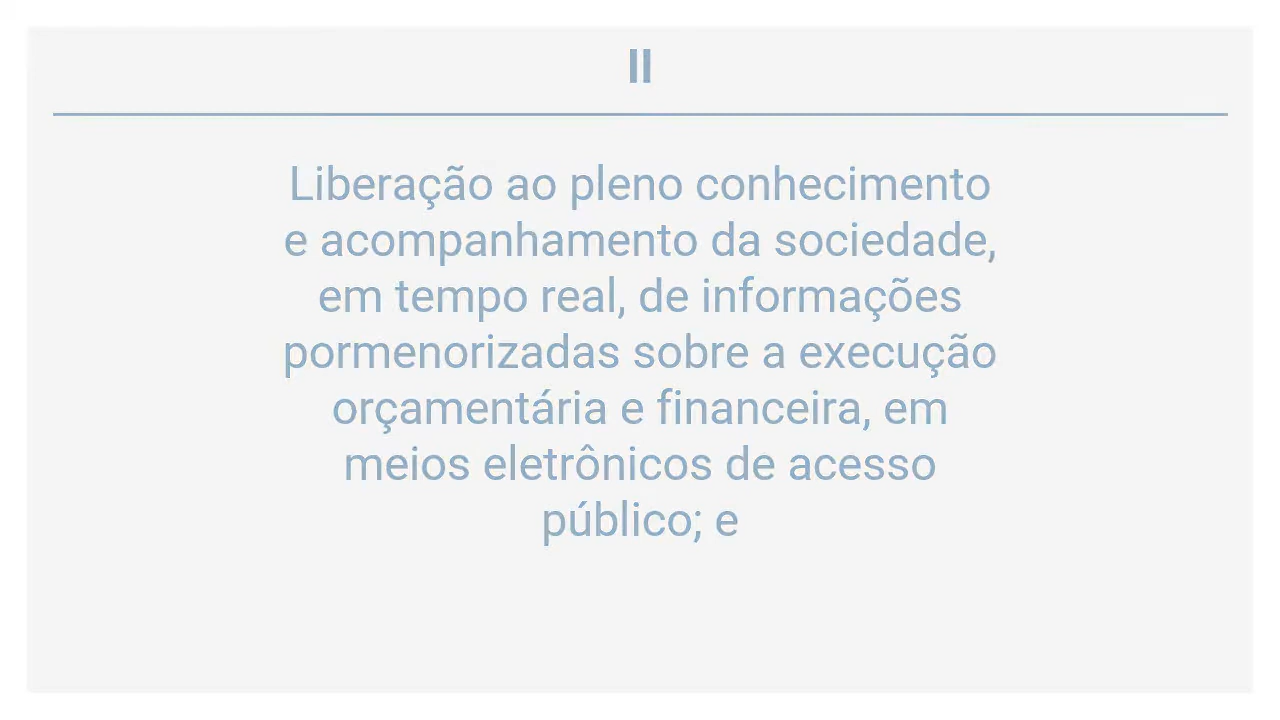 II
Liberação ao pleno conhecimento
e acompanhamento da sociedade,
em tempo real, de informações
pormenorizadas sobre a execução
orçamentária e financeira, em
meios eletrônicos de acesso
público; e